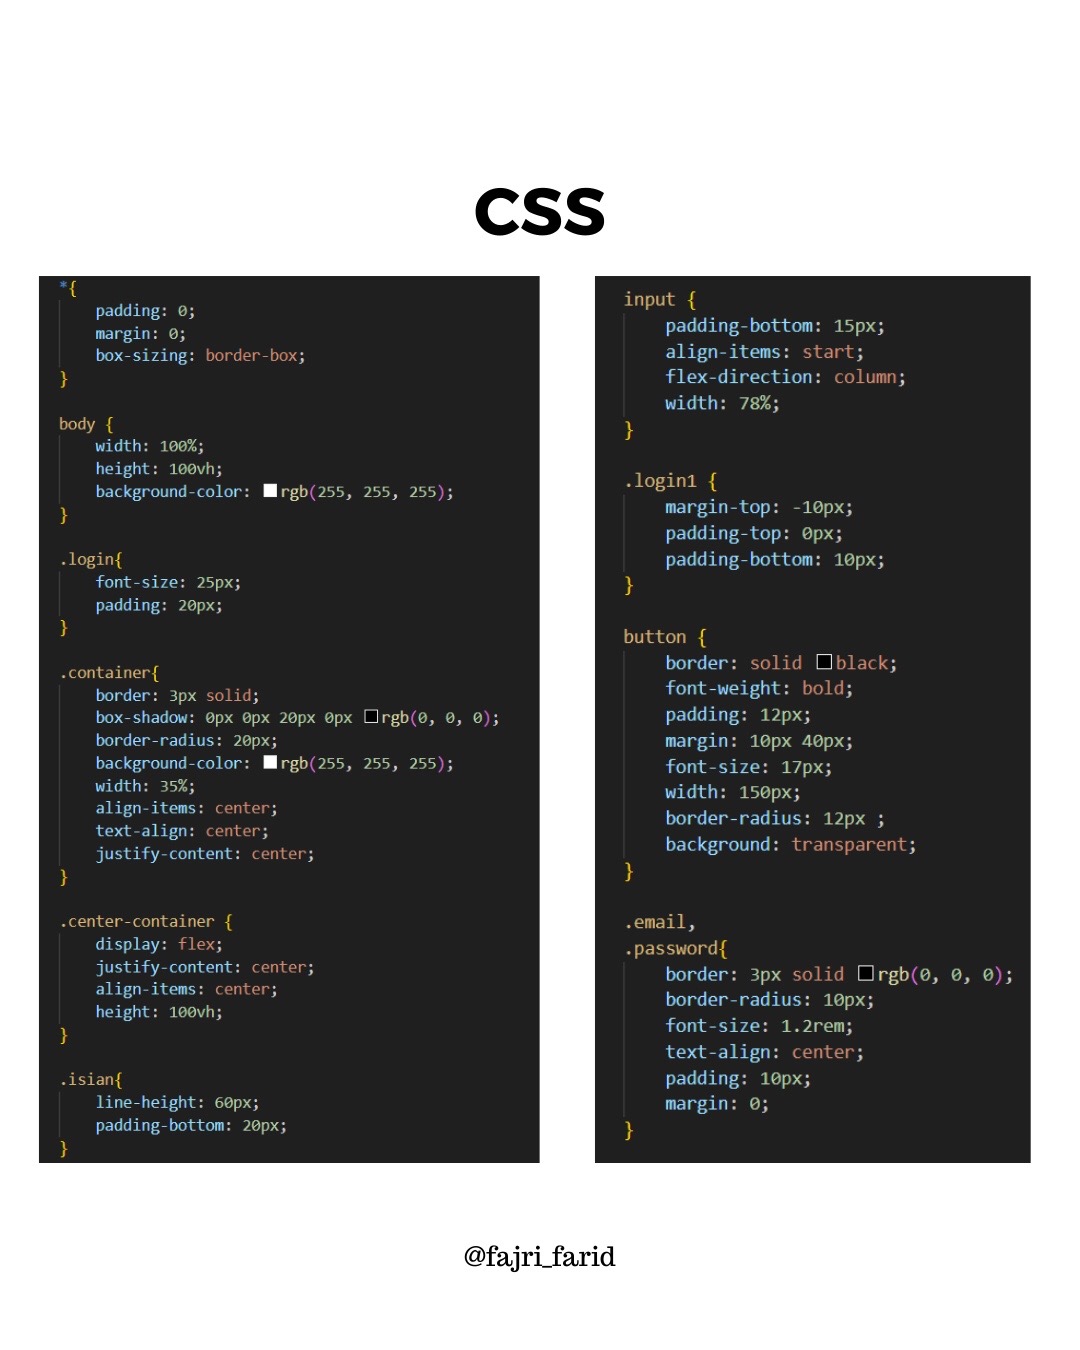 CSS
*{
    padding: 0;
    margin: 0;
    box-sizing: border-box;
}
body {
    width: 100%;
    height: 100vh;
    background-color: rgb(255, 255, 255);
}
.login{
    font-size: 25px;
    padding: 20px;
}
.container{
    border: 3px solid;
    box-shadow: 0px 0px 20px 0px rgb(0, 0, 0);
    border-radius: 20px;
    background-color: rgb(255, 255, 255);
    width: 35%;
    align-items: center;
    text-align: center;
    justify-content: center;
}
.center-container {
    display: flex;
    justify-content: center;
    align-items: center;
    height: 100vh;
}
.isian{
    line-height: 60px;
    padding-bottom: 20px;
}
input {
    padding-bottom: 15px;
    align-items: start;
    flex-direction: column;
    width: 78%;
}
.login1 {
    margin-top: -10px;
    padding-top: 0px;
    padding-bottom: 10px;
}
button {
    border: solid black;
    font-weight: bold;
    padding: 12px;
    margin: 10px 40px;
    font-size: 17px;
    width: 150px;
    border-radius: 12px ;
    background: transparent;
}
.email,
.password{
    border: 3px solid rgb(0, 0, 0);
    border-radius: 10px;
    font-size: 1.2rem;
    text-align: center;
    padding: 10px;
    margin: 0;
}
@fajri_farid